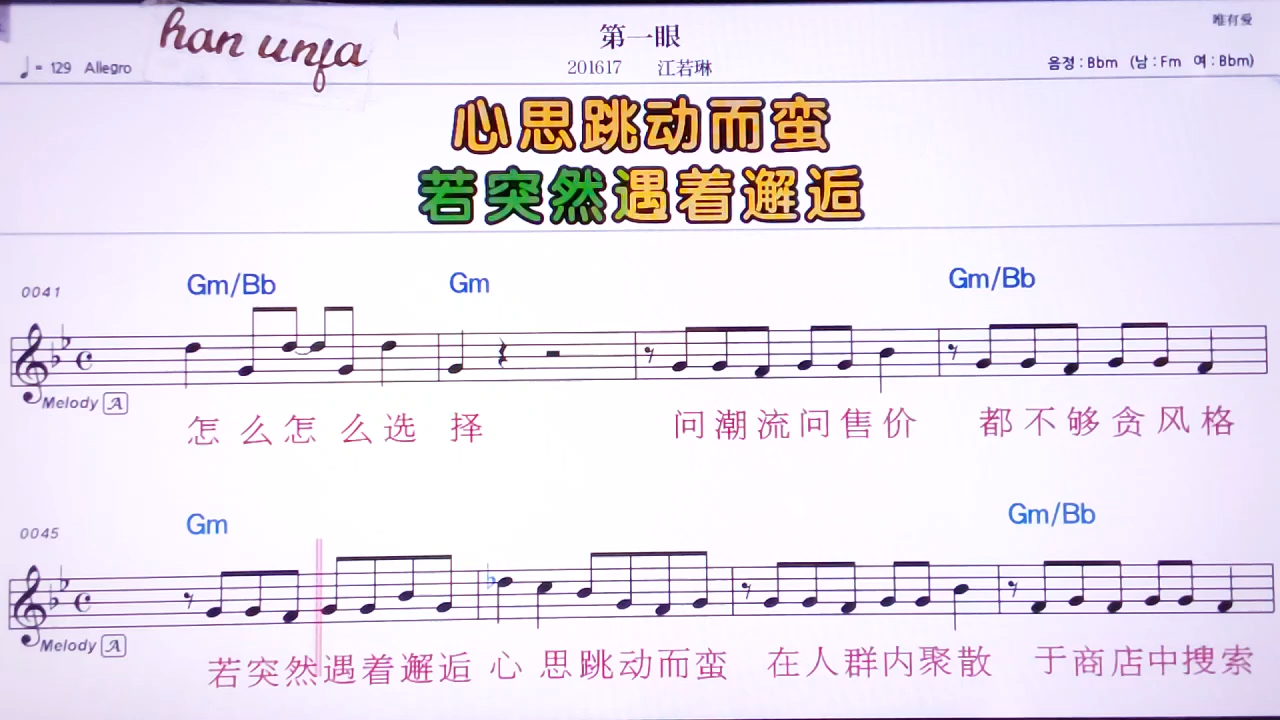 han unfa
第一眼
唯有爱
♩= 129 Allegro
201617 江若琳
음정 : Bbm (남 : Fm 여 : Bbm)
心思跳动而蛮
若突然遇着邂逅
0041
Gm/Bb Gm Gm/Bb
Melody A
怎么怎么选择 问潮流问售价 都不够贪风格
0045
Gm Gm/Bb
Melody A
若突然遇着邂逅 心思跳动而蛮 在人群内聚散 于商店中搜索